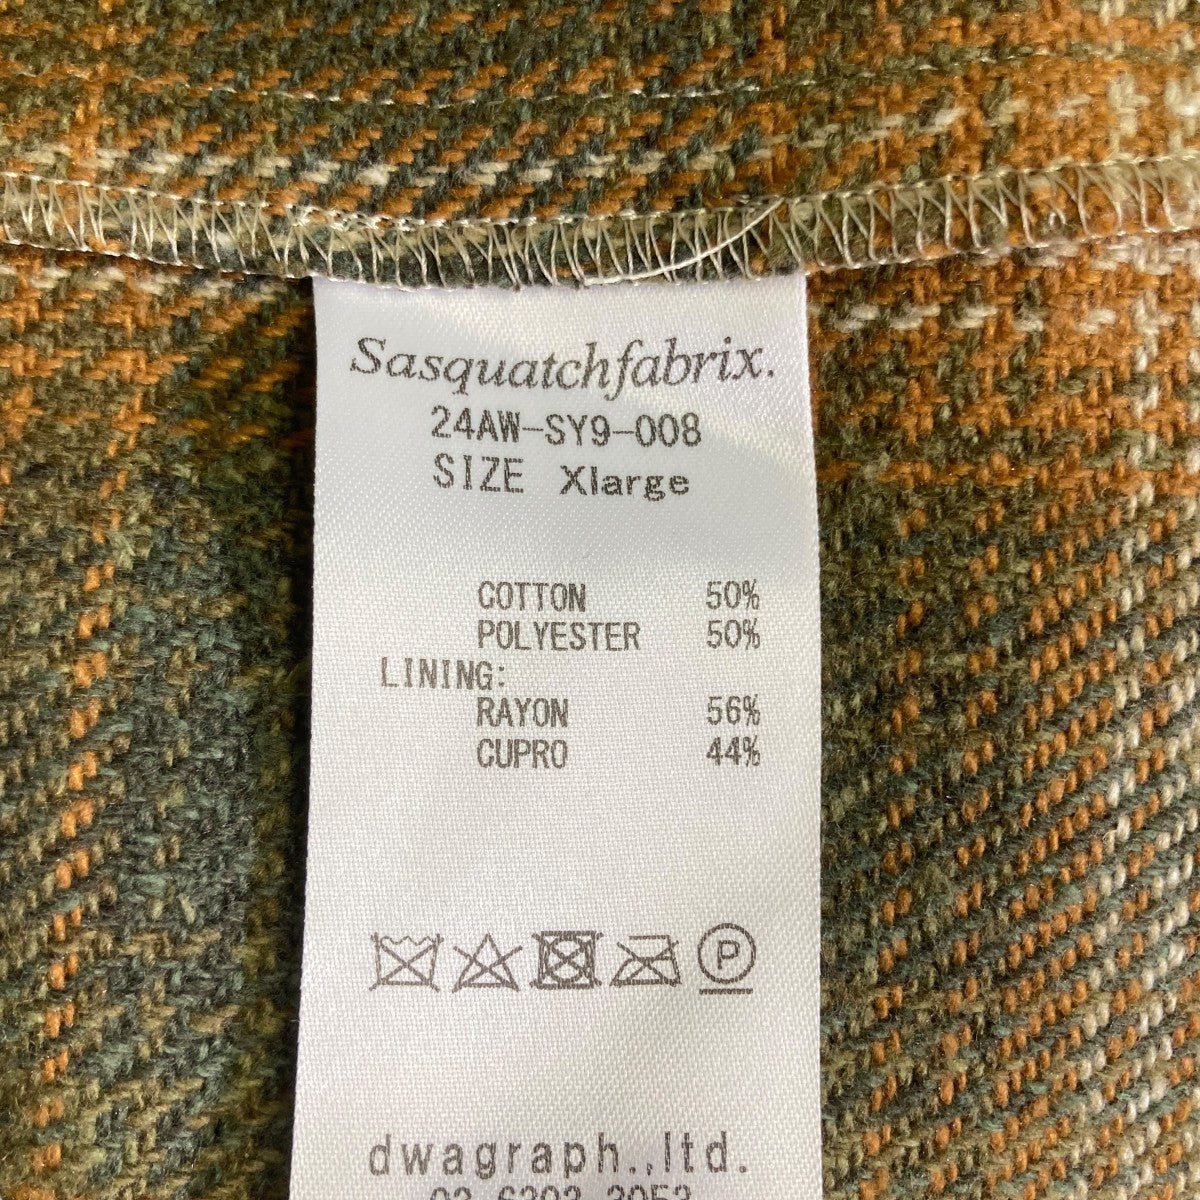 Sasquatchfabrix.
24AW-SY9-008
SIZE Xlarge
COTTON 50%
POLYESTER 50%
LINING:
RAYON 56%
CUPRO 44%
P
dwagraph.,ltd.